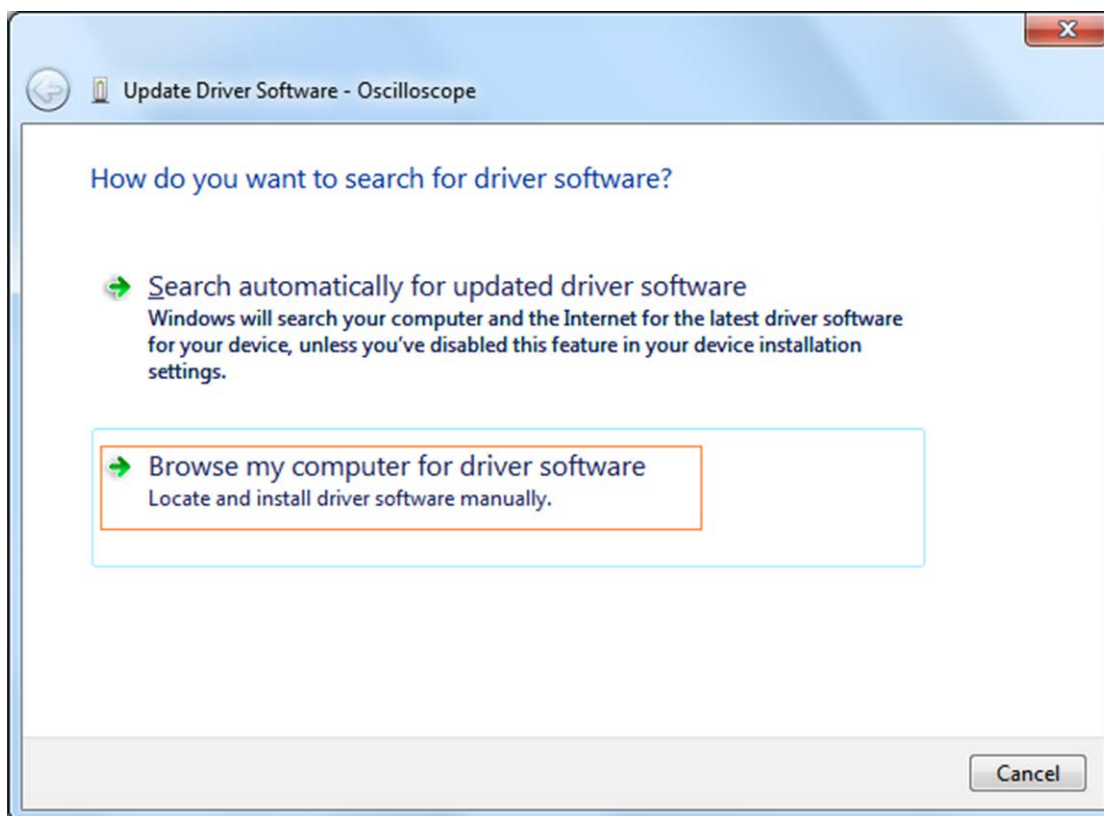 Update Driver Software - Oscilloscope
How do you want to search for driver software?
Search automatically for updated driver software
Windows will search your computer and the Internet for the latest driver software
for your device, unless you've disabled this feature in your device installation
settings.
Browse my computer for driver software
Locate and install driver software manually.
Cancel